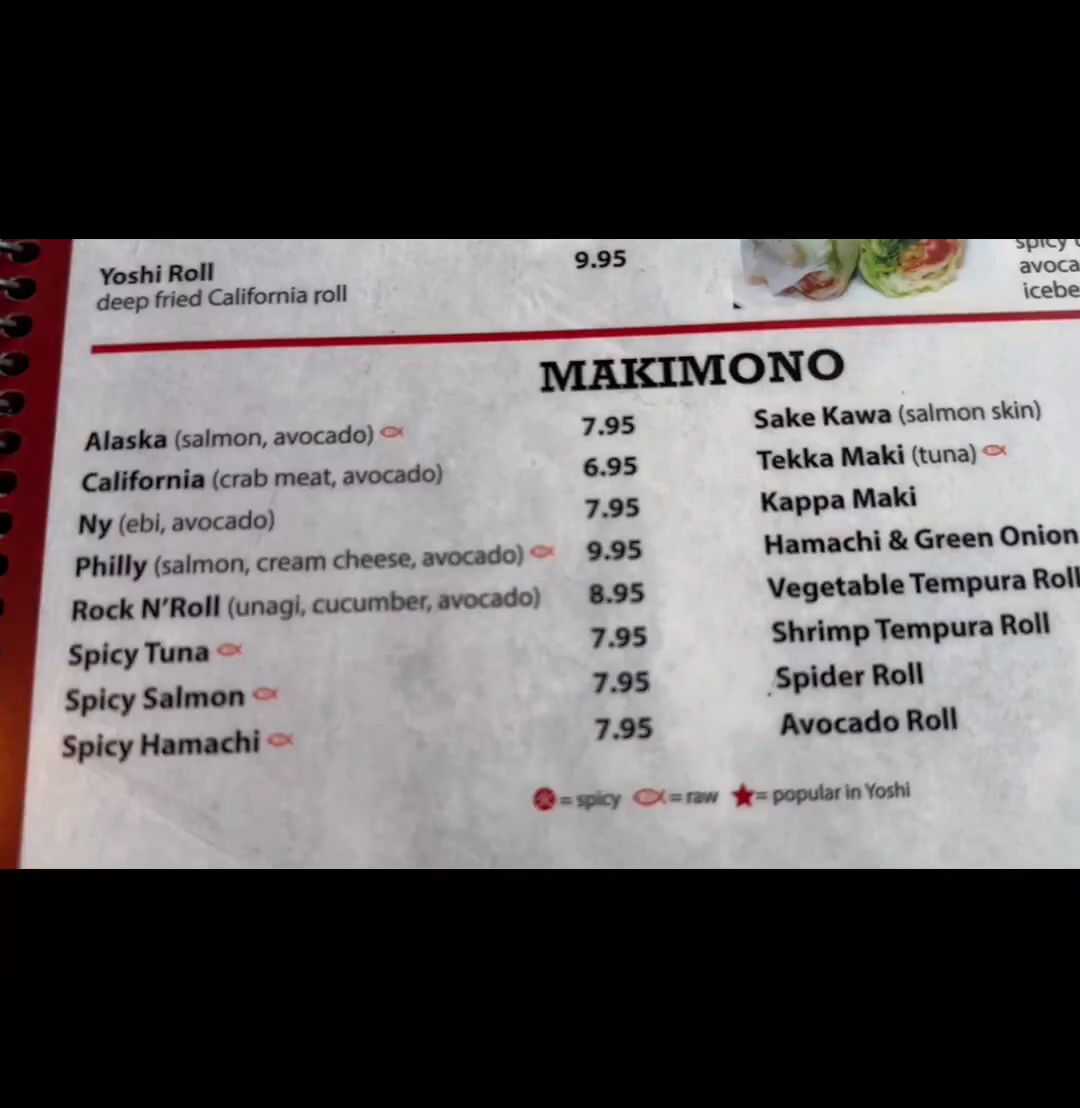 Yoshi Roll 9.95
deep fried California roll
spicy
avoca
icebe
MAKIMONO
Alaska (salmon, avocado) 7.95
California (crab meat, avocado) 6.95
Ny (ebi, avocado) 7.95
Philly (salmon, cream cheese, avocado) 9.95
Rock N'Roll (unagi, cucumber, avocado) 8.95
Spicy Tuna 7.95
Spicy Salmon 7.95
Spicy Hamachi 7.95
Sake Kawa (salmon skin)
Tekka Maki (tuna)
Kappa Maki
Hamachi & Green Onion
Vegetable Tempura Roll
Shrimp Tempura Roll
Spider Roll
Avocado Roll
= spicy = raw = popular in Yoshi